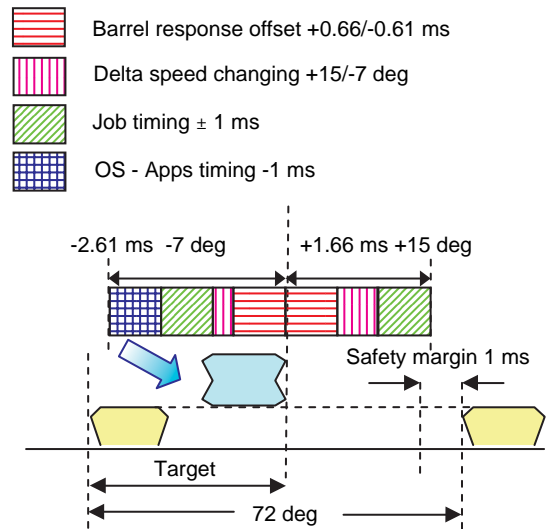 Barrel response offset +0.66/-0.61 ms
Delta speed changing +15/-7 deg
Job timing ± 1 ms
OS - Apps timing -1 ms
-2.61 ms -7 deg +1.66 ms +15 deg
Safety margin 1 ms
Target
72 deg